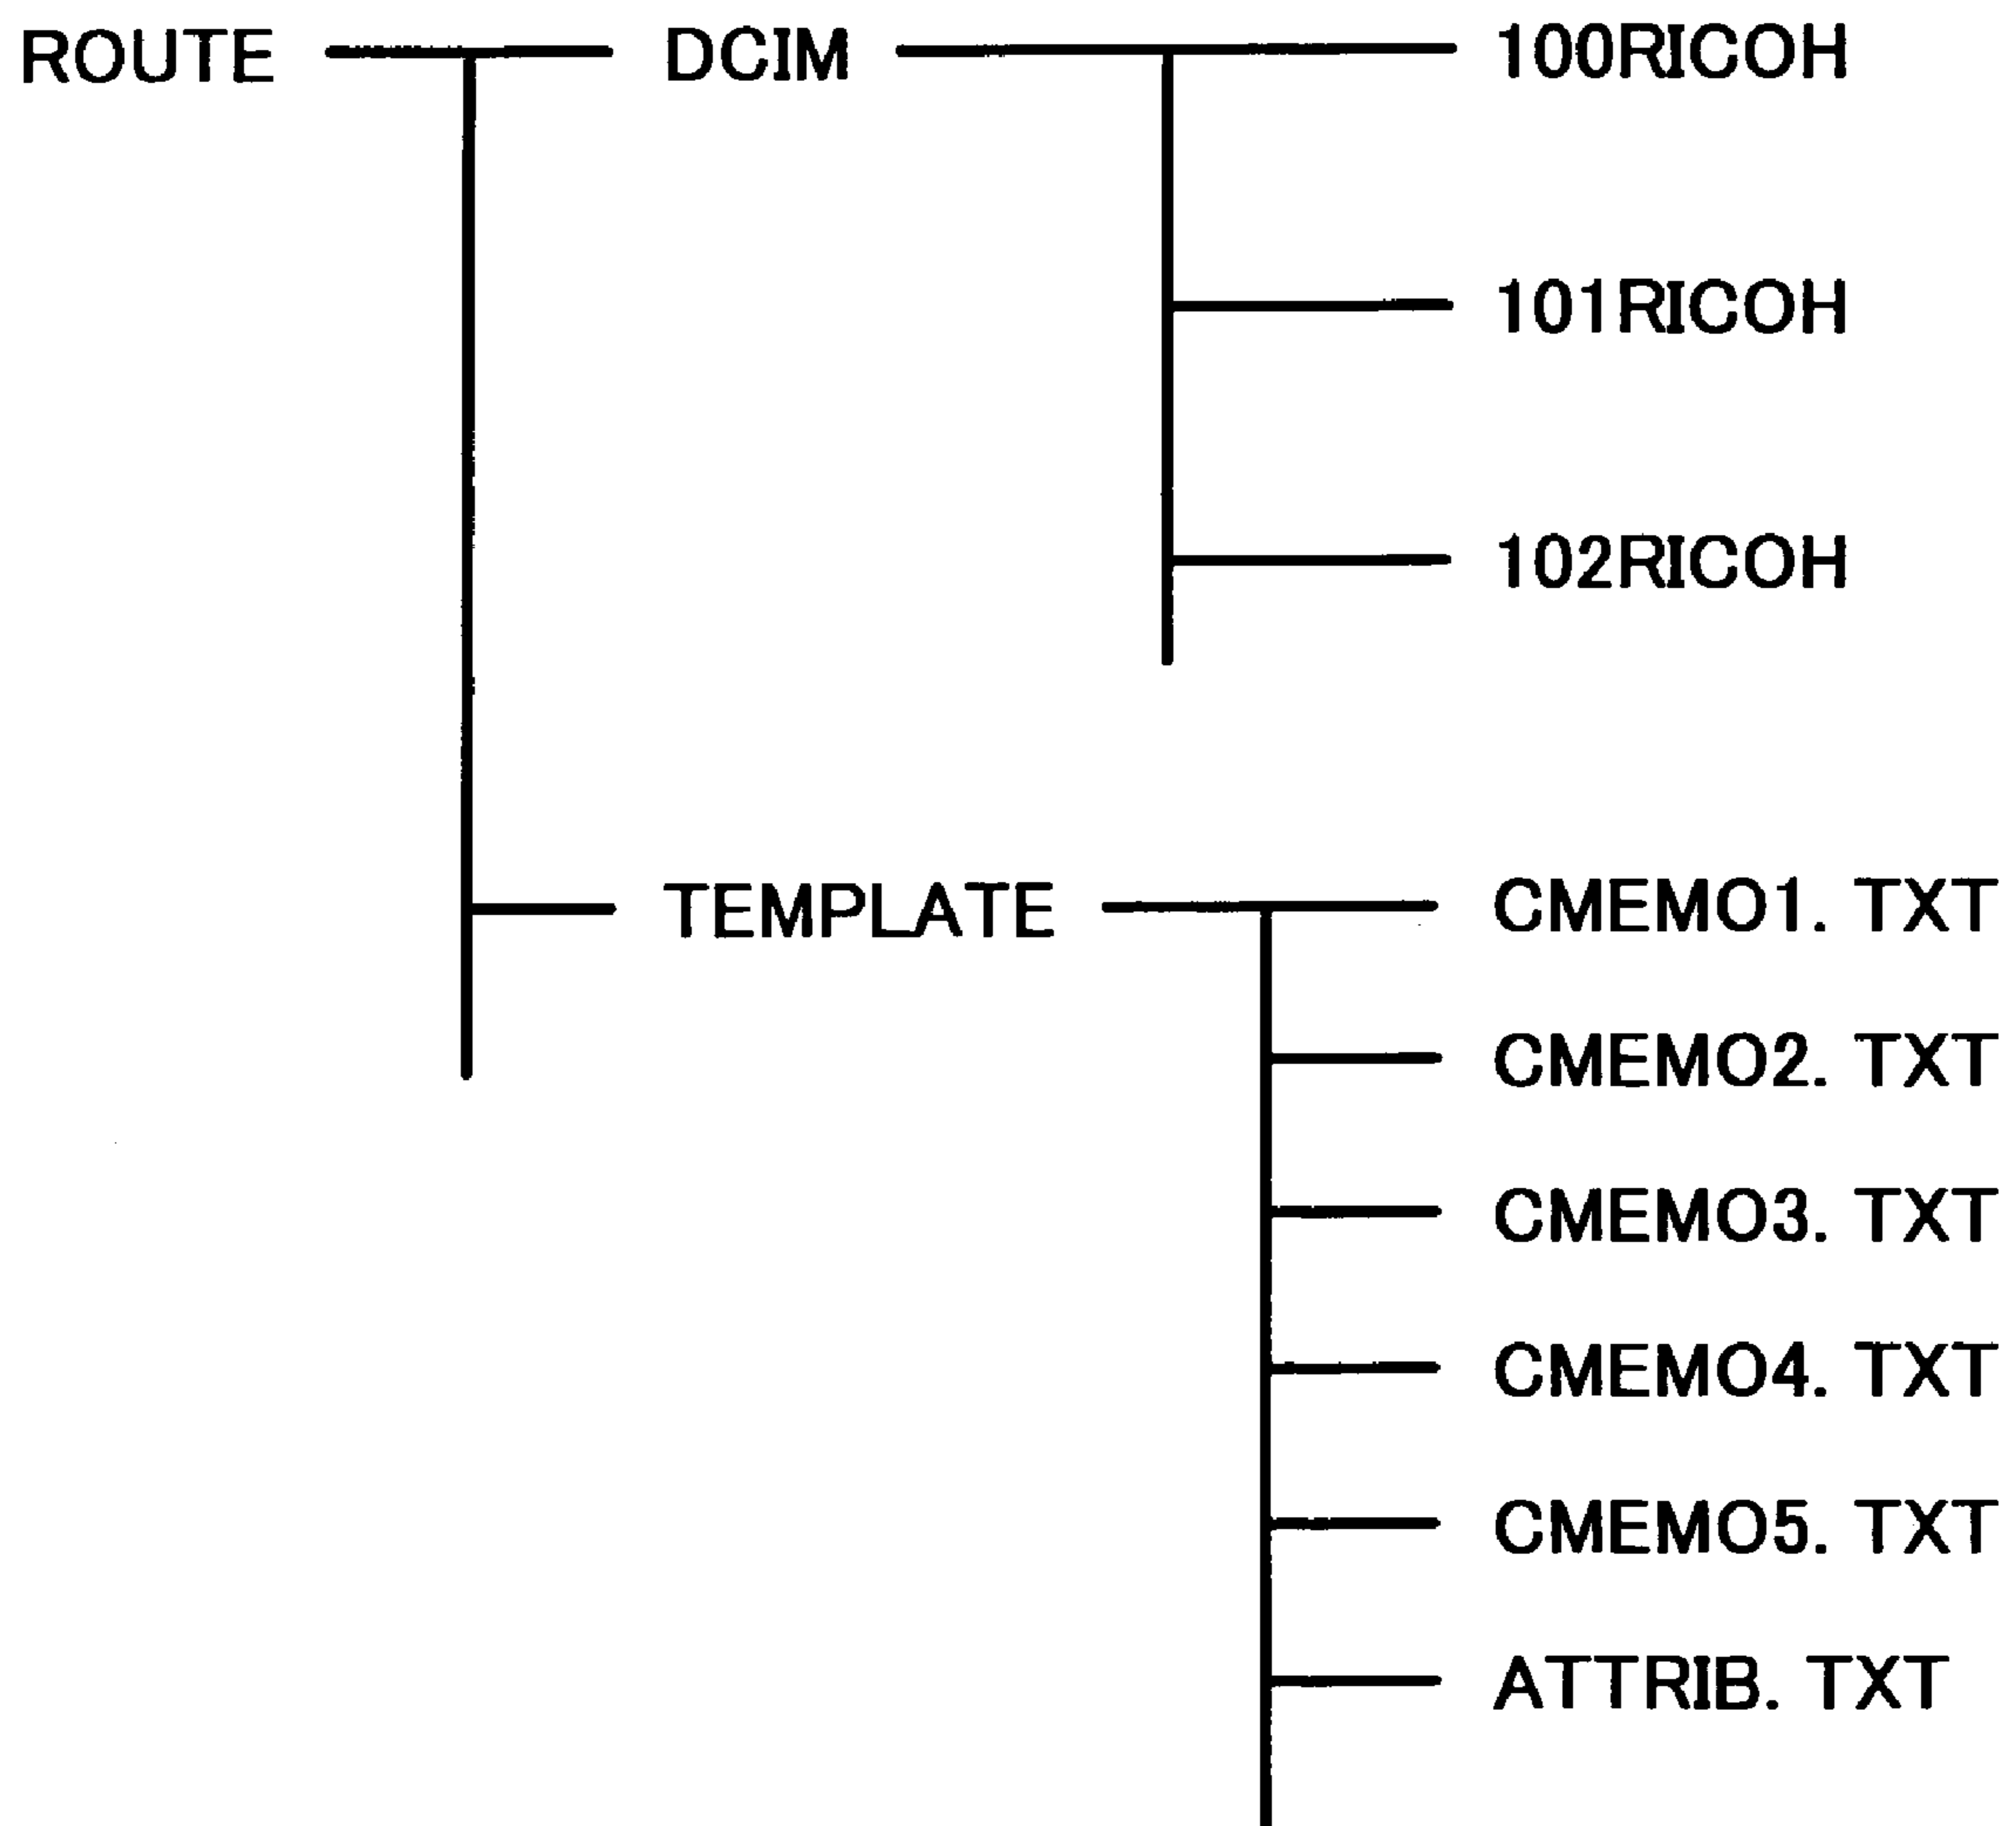 ROUTE DCIM 100RICOH
101RICOH
102RICOH
TEMPLATE CMEMO1. TXT
CMEMO2. TXT
CMEMO3. TXT
CMEMO4. TXT
CMEMO5. TXT
ATTRIB. TXT